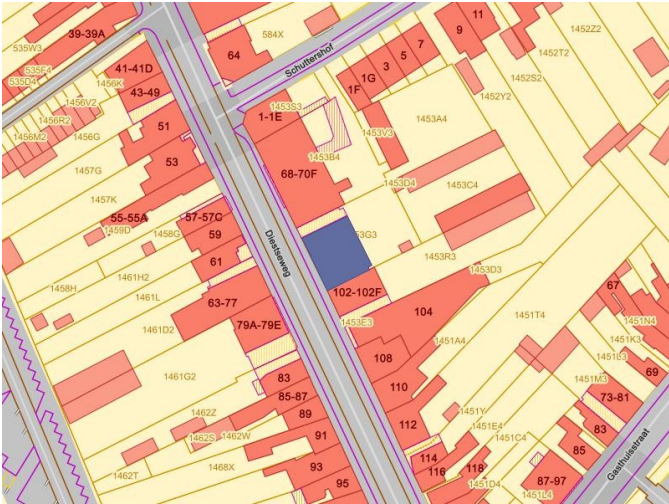 39-39A
11
1452Z2
64
584X
9
7
5
3
1G
1F
535W3
535F4
535D4
41-41D
1456K
43-49
Schuttershof
1452T2
1452S2
1452Y2
1456V2
1456R2
1456M2
1456G
51
1453S3
1-1E
1453V3
1453A4
53
1457G
1453B4
68-70F
1453D4
1453C4
1457K
55-55A
1459D
57-57C
1458G
59
Diestseweg
53G3
1453R3
61
1461H2
1458H
1461L
63-77
1453D3
102-102F
1453E3
104
67
1451T4
1451N4
1461D2
79A-79E
1451K3
1451A4
1451L3
108
69
1461G2
83
110
1451M3
73-81
85-87
1462Z
89
112
1451Y
83
1451E4
1462S
1462W
91
1451C4
85
Gasthuisstraat
114
116
118
1462T
1468X
93
95
1451D4
87-97
1451L4